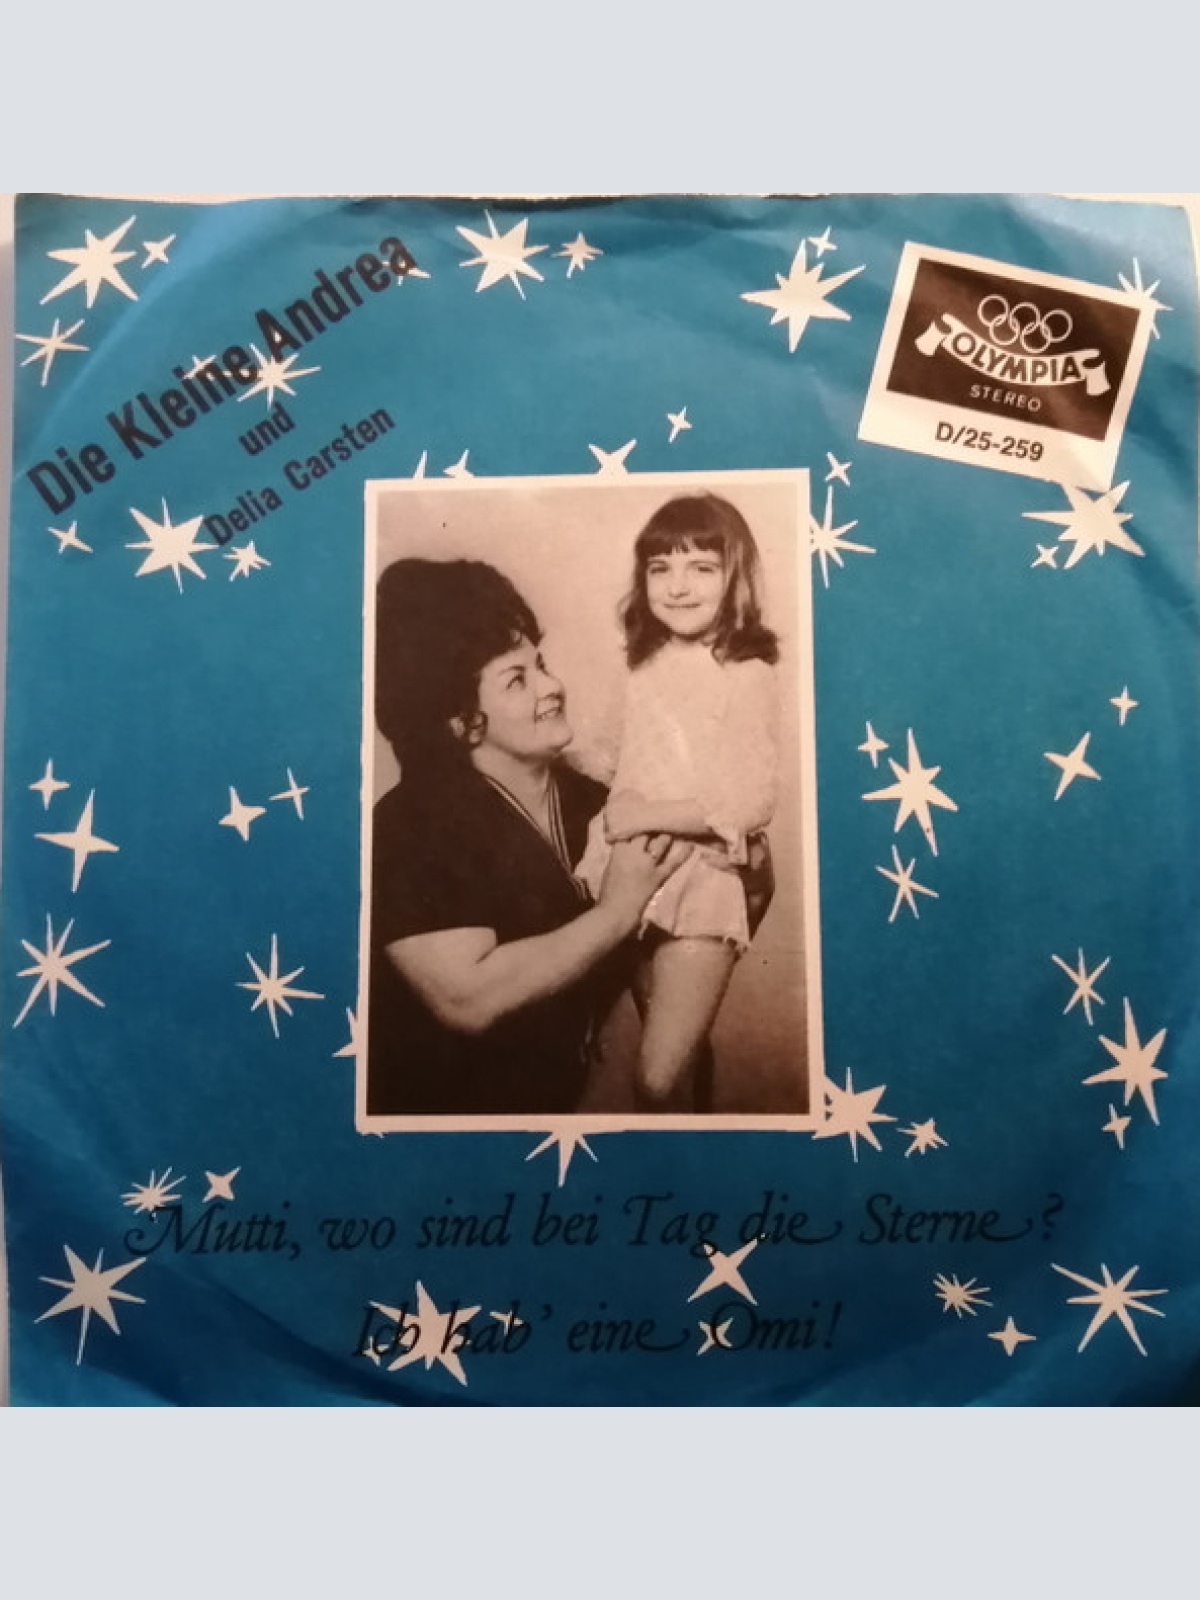 Die Kleine Andrea
und
Delia Carsten
OLYMPIA
STEREO
D/25-259
Mutti, wo sind bei Tag die Sterne?
Ich hab' eine Omi!